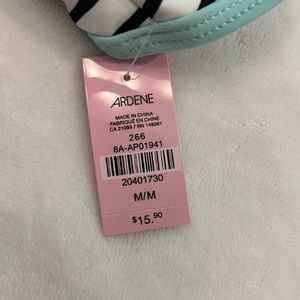 ARDENE
MADE IN CHINA
FABRIQUÉ EN CHINE
CA 21099 / RN 148061
266
8A-AP01941
20401730
M/M
$15.90